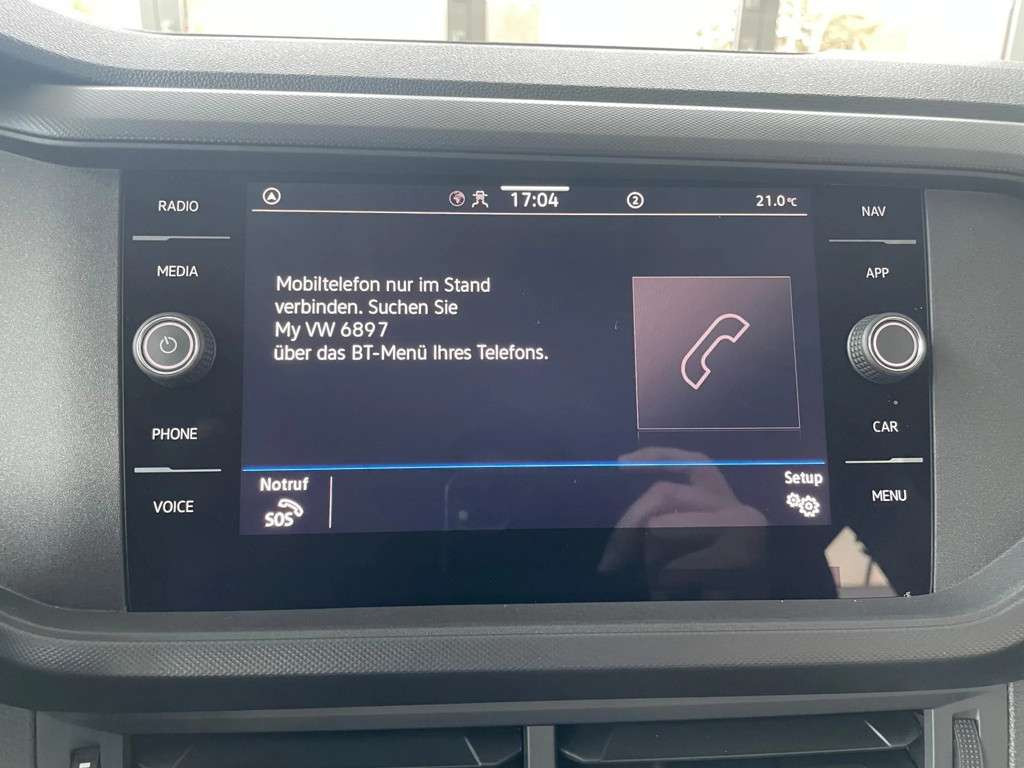 RADIO
MEDIA
PHONE
VOICE
17:04
2
21.0°C
Mobiltelefon nur im Stand
verbinden. Suchen Sie
My VW 6897
über das BT-Menü Ihres Telefons.
Notruf
SOS
Setup
NAV
APP
CAR
MENU